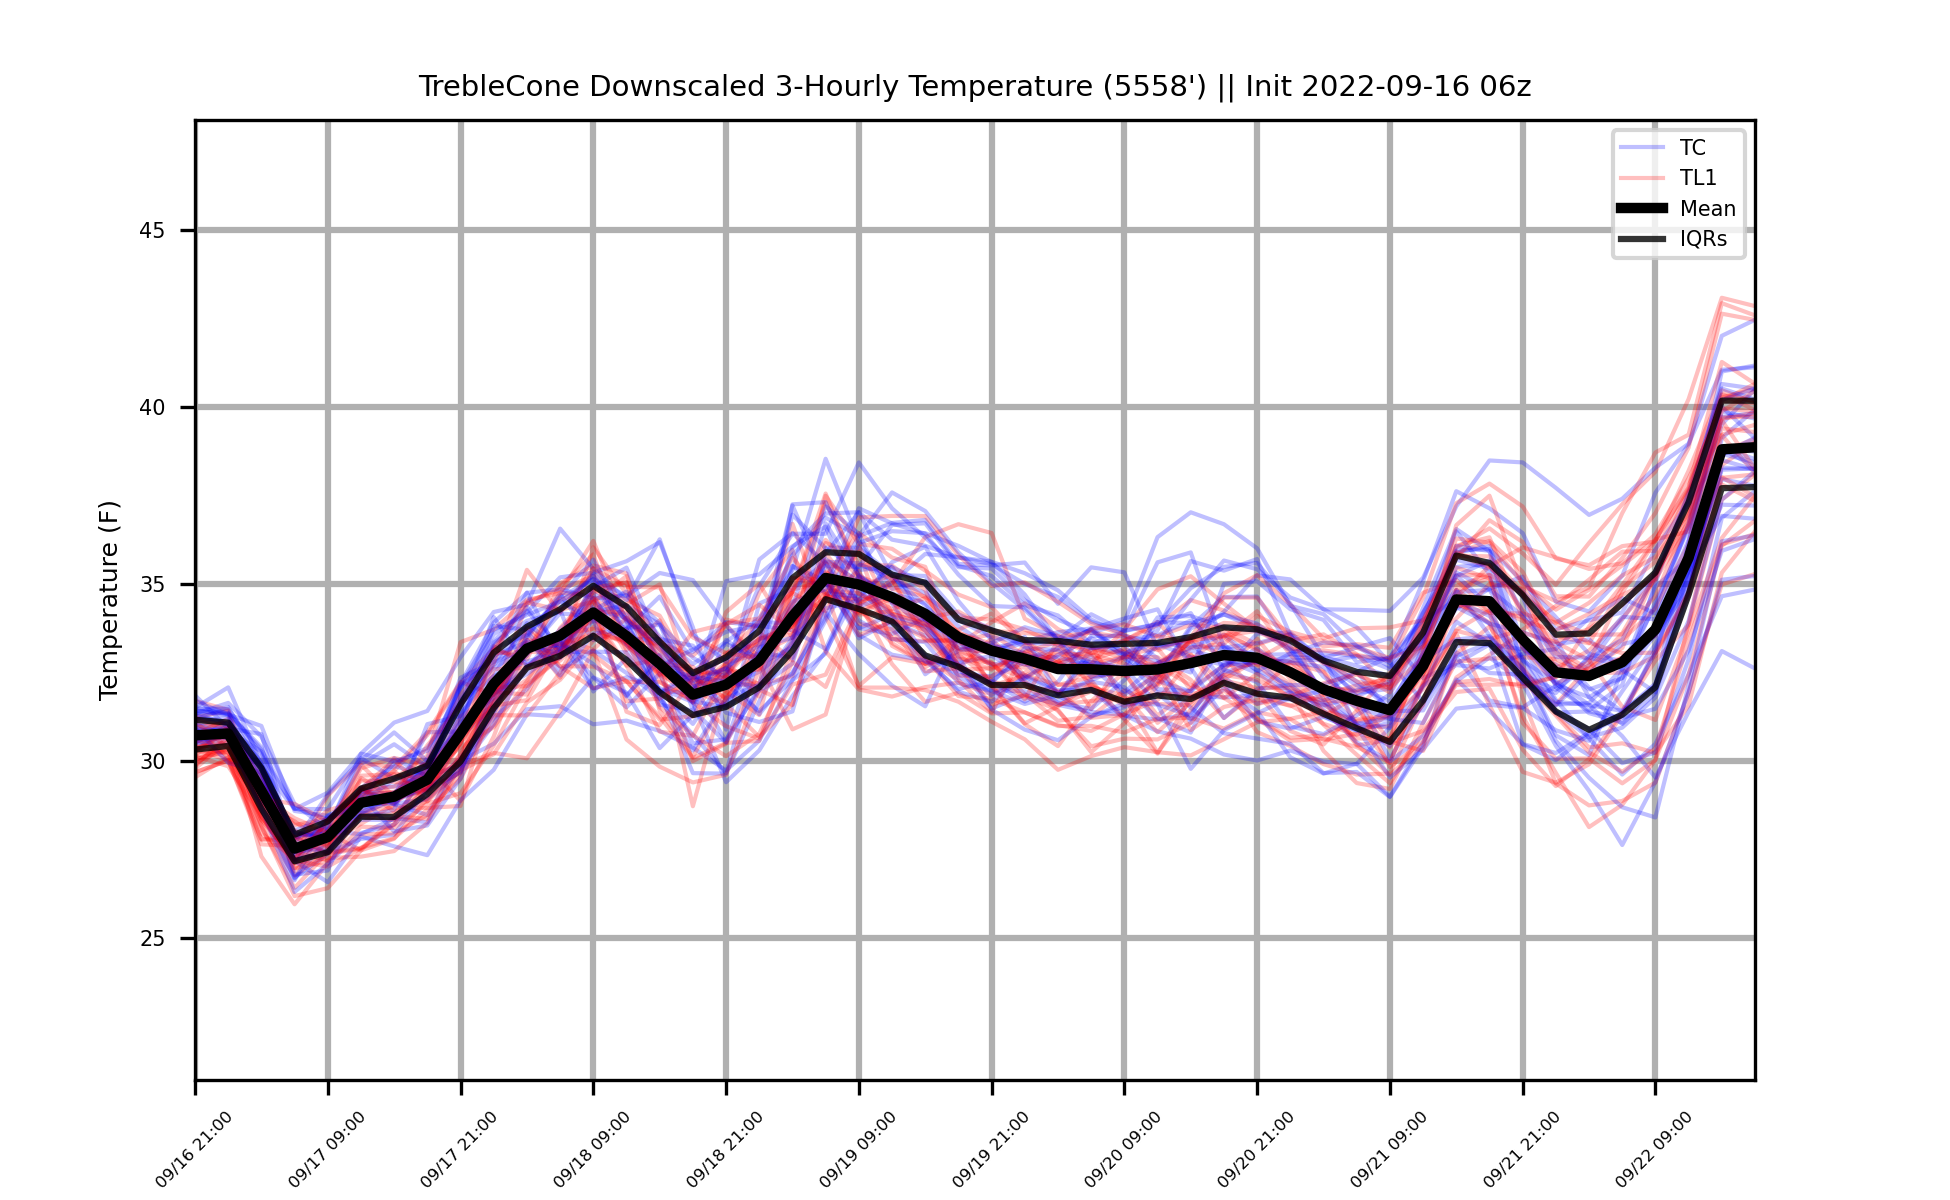 TrebleCone Downscaled 3-Hourly Temperature (5558') || Init 2022-09-16 06z
TC
TL1
Mean
IQRs
Temperature (F)
45
40
35
30
25
09/16 21:00
09/17 09:00
09/17 21:00
09/18 09:00
09/18 21:00
09/19 09:00
09/19 21:00
09/20 09:00
09/20 21:00
09/21 09:00
09/21 21:00
09/22 09:00